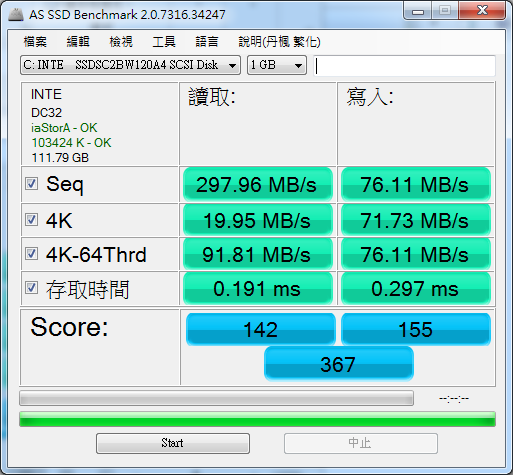 AS SSD Benchmark 2.0.7316.34247
檔案 編輯 檢視 工具 語言 說明(丹楓 繁化)
C: INTE SSDSC2BW120A4 SCSI Disk 1 GB
INTE 讀取: 寫入:
DC32
iaStorA - OK
103424 K - OK
111.79 GB
Seq 297.96 MB/s 76.11 MB/s
4K 19.95 MB/s 71.73 MB/s
4K-64Thrd 91.81 MB/s 76.11 MB/s
存取時間 0.191 ms 0.297 ms
Score: 142 155
367
--:--:--
Start 中止